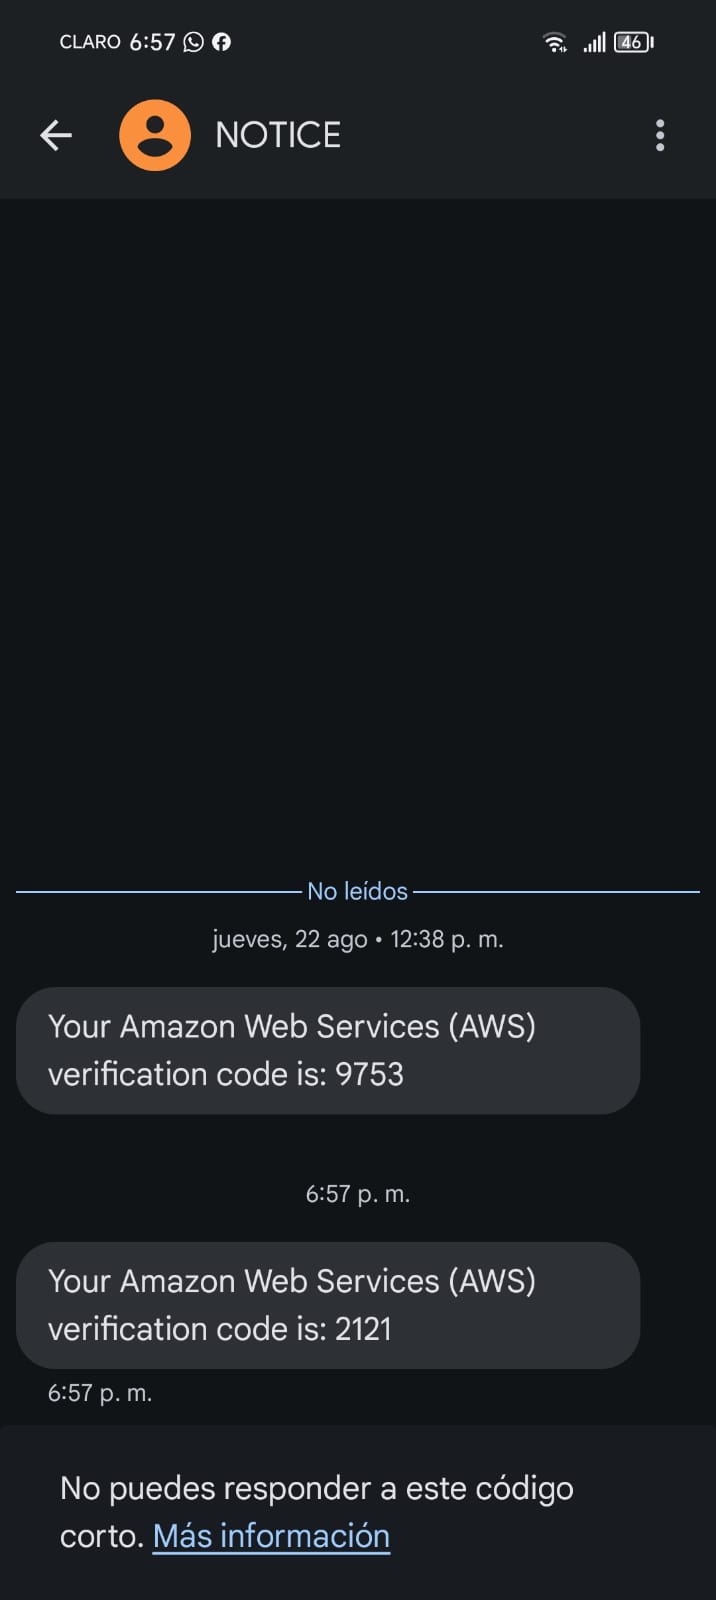 CLARO 6:57 46
NOTICE
No leídos
jueves, 22 ago • 12:38 p. m.
Your Amazon Web Services (AWS)
verification code is: 9753
6:57 p. m.
Your Amazon Web Services (AWS)
verification code is: 2121
6:57 p. m.
No puedes responder a este código
corto. Más información